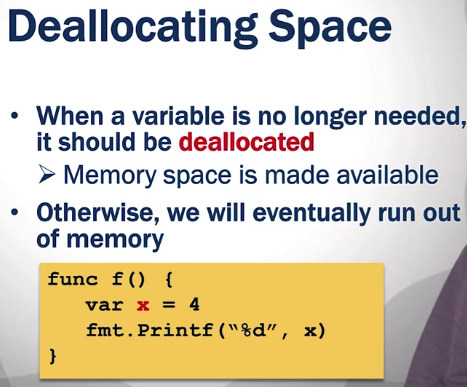 Deallocating Space
• When a variable is no longer needed,
it should be deallocated
➢ Memory space is made available
• Otherwise, we will eventually run out
of memory
func f() {
var x = 4
fmt.Printf(“%d”, x)
}